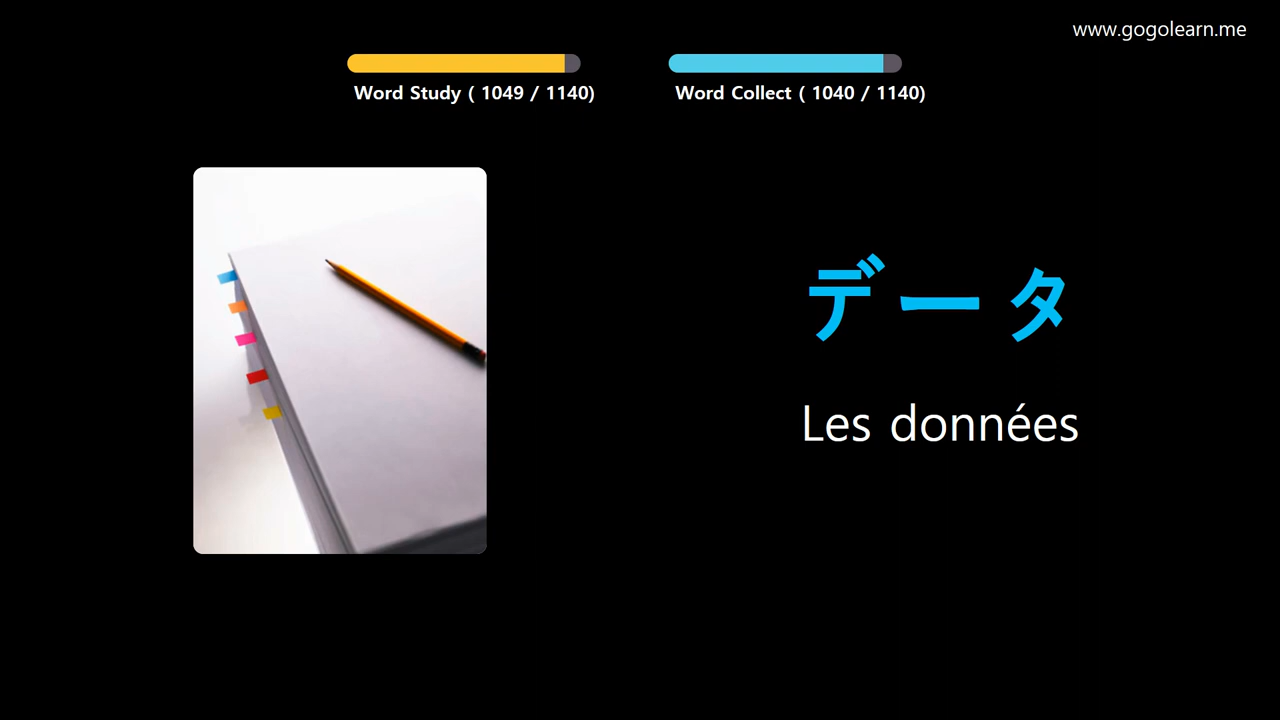 www.gogolearn.me
Word Study ( 1049 / 1140)
Word Collect ( 1040 / 1140)
データ
Les données